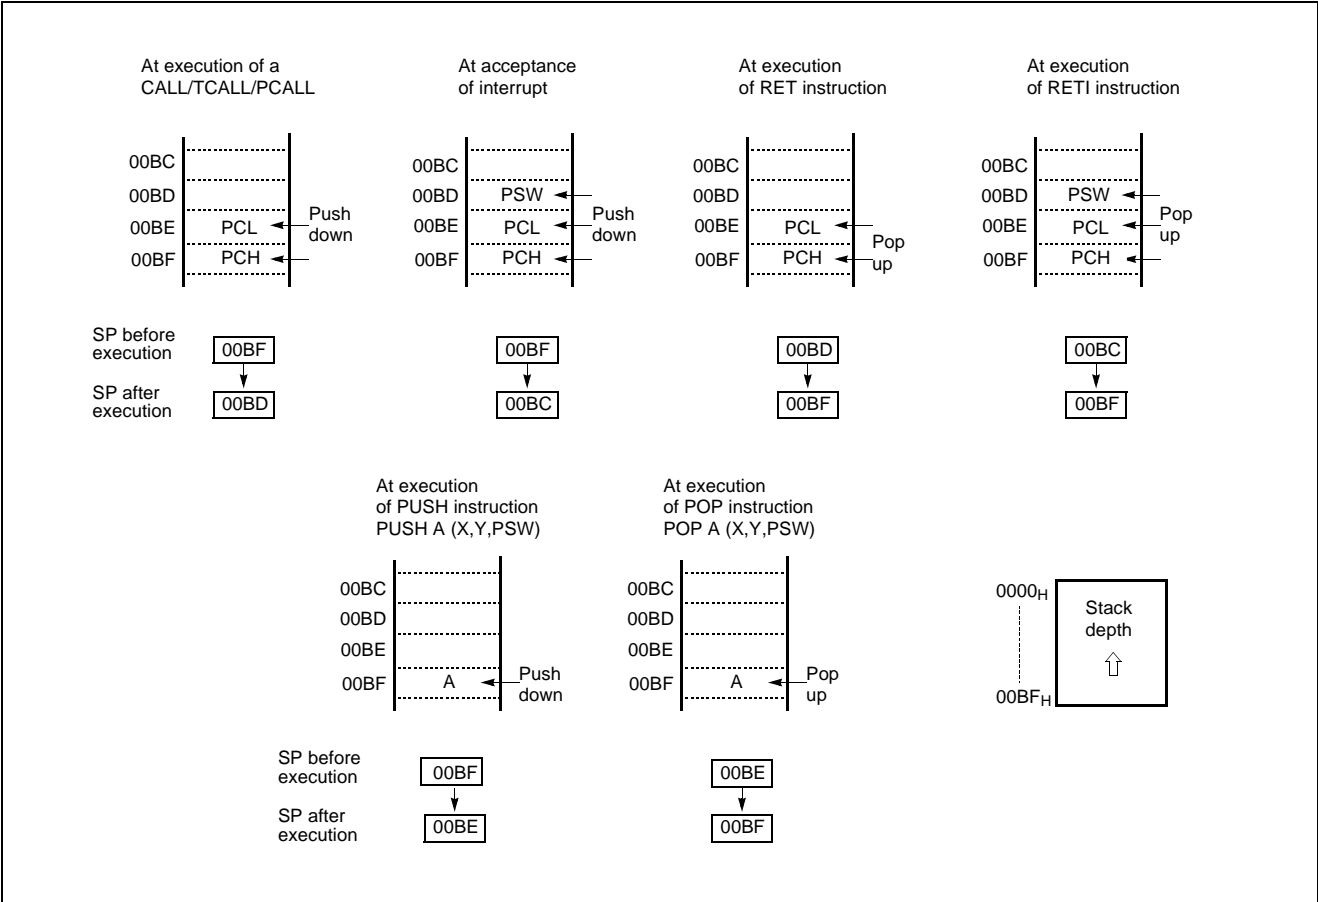 At execution of a
CALL/TCALL/PCALL
00BC
00BD
00BE
PCL
00BF
PCH
Push
down
At acceptance
of interrupt
00BC
00BD
PSW
00BE
PCL
00BF
PCH
Push
down
At execution
of RET instruction
00BC
00BD
00BE
PCL
00BF
PCH
Pop
up
At execution
of RETI instruction
00BC
00BD
PSW
00BE
PCL
00BF
PCH
Pop
up
SP before
execution
00BF
00BF
00BD
00BC
SP after
execution
00BD
00BC
00BF
00BF
At execution
of PUSH instruction
PUSH A (X,Y,PSW)
00BC
00BD
00BE
00BF
A
Push
down
At execution
of POP instruction
POP A (X,Y,PSW)
00BC
00BD
00BE
00BF
A
Pop
up
0000H
00BFH
Stack
depth
SP before
execution
00BF
00BE
SP after
execution
00BE
00BF